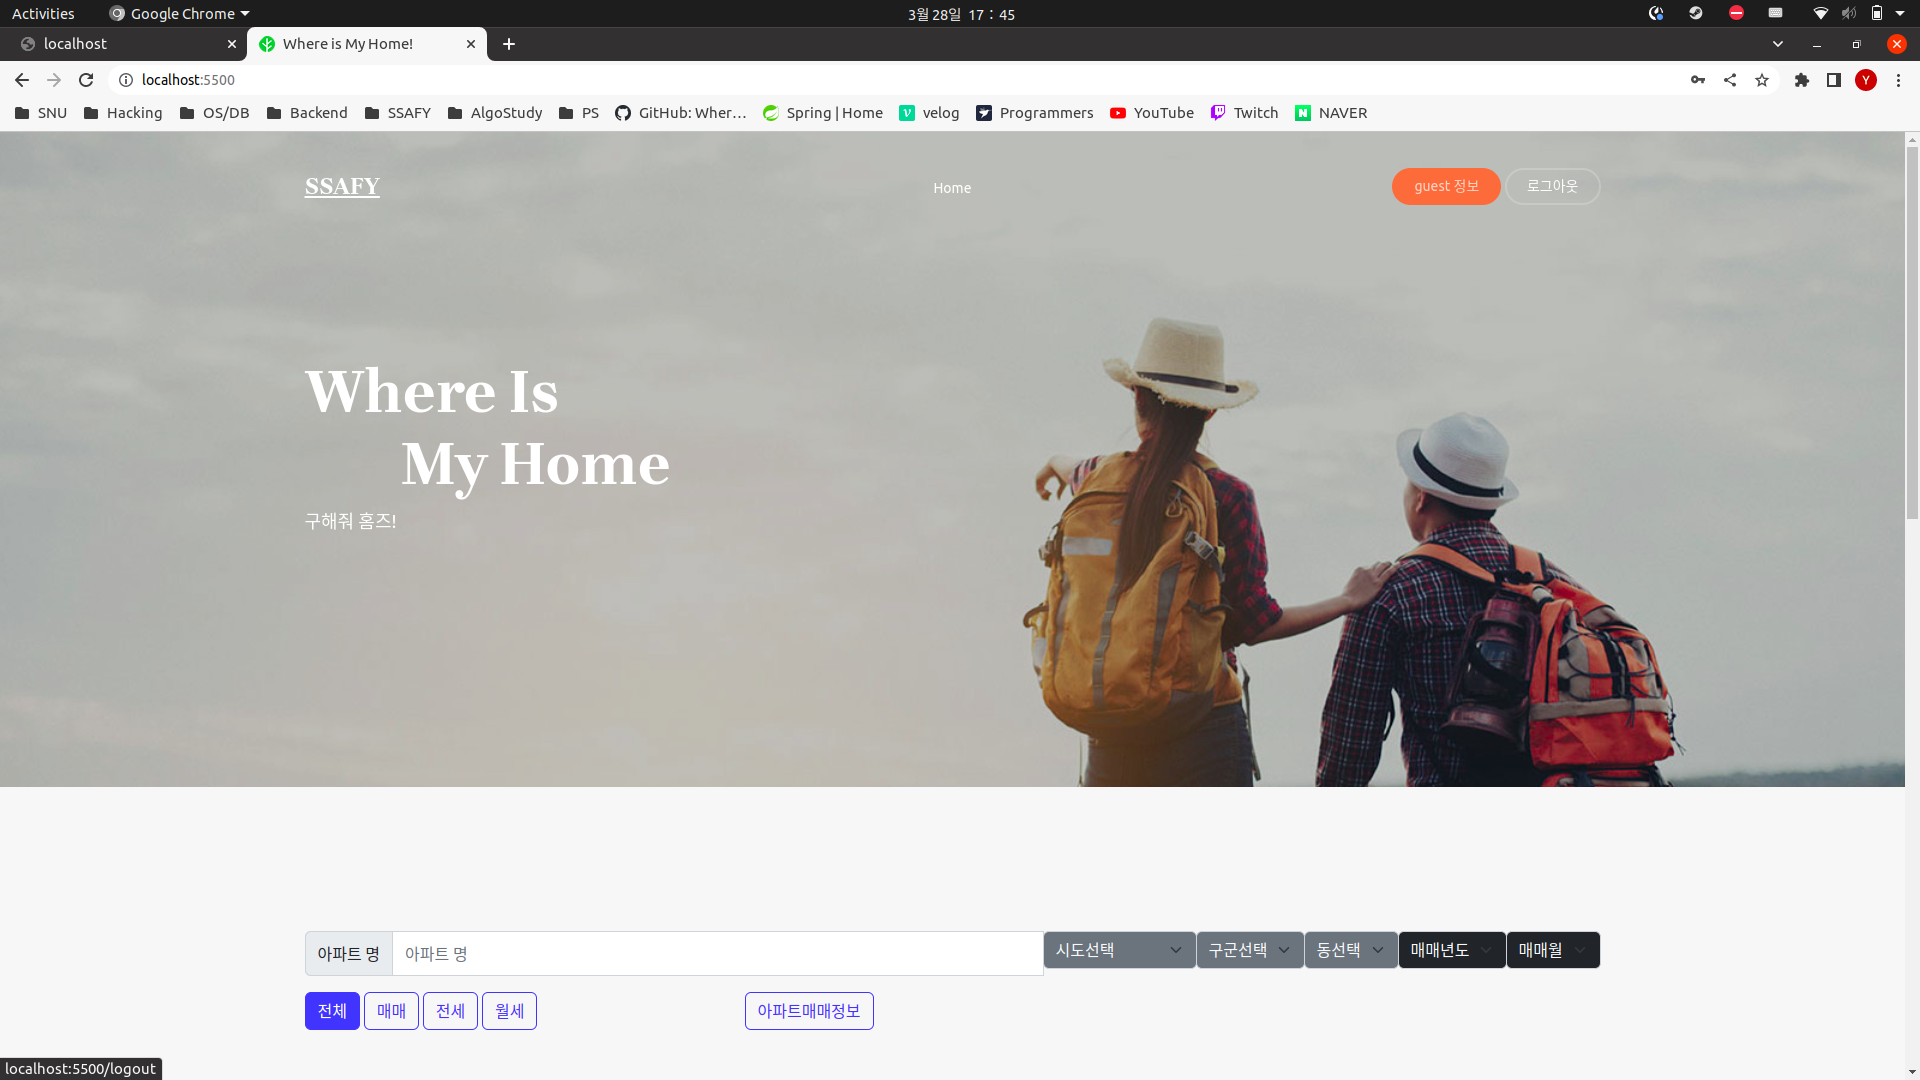 Activities Google Chrome 3월 28일 17 : 45
localhost Where is My Home!
localhost:5500 Y
SNU Hacking OS/DB Backend SSAFY AlgoStudy PS GitHub: Wher... Spring | Home velog Programmers YouTube Twitch NAVER
SSAFY Home guest 정보 로그아웃
Where Is
My Home
구해줘 홈즈!
아파트 명 아파트 명 시도선택 구군선택 동선택 매매년도 매매월
전체 매매 전세 월세 아파트매매정보
localhost:5500/logout